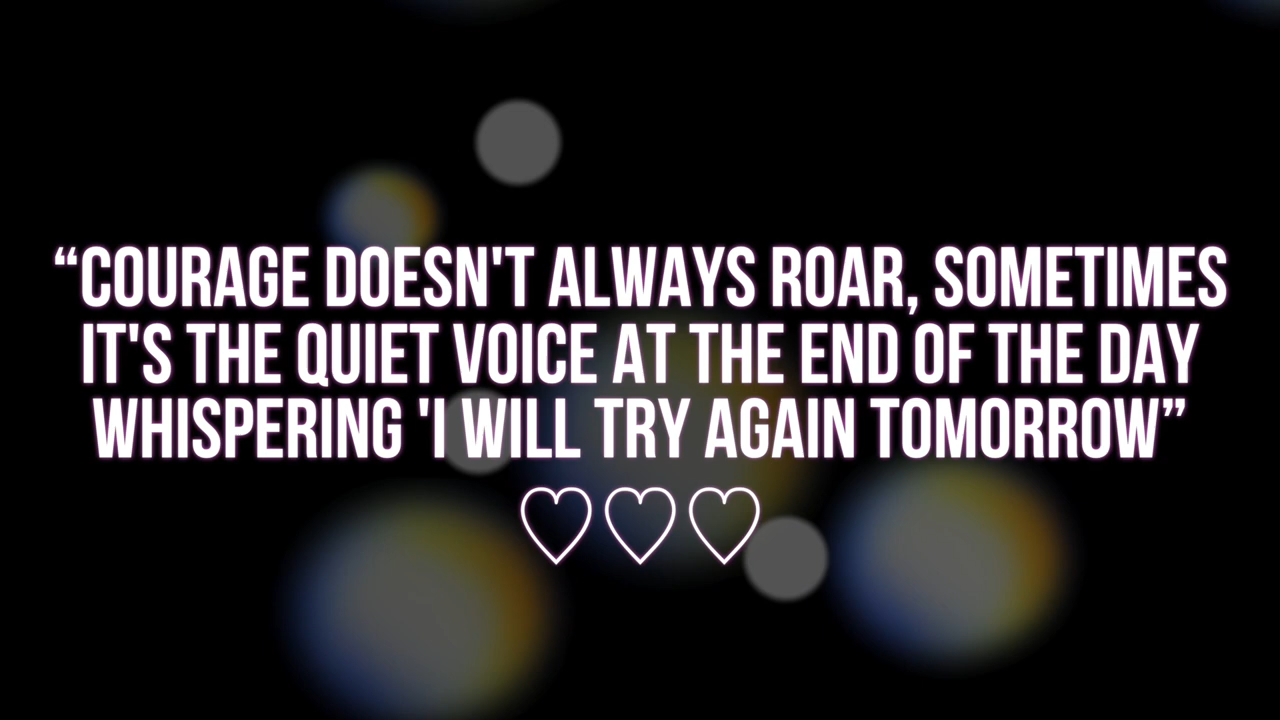 “COURAGE DOESN'T ALWAYS ROAR, SOMETIMES
IT'S THE QUIET VOICE AT THE END OF THE DAY
WHISPERING 'I WILL TRY AGAIN TOMORROW”
♡♡♡